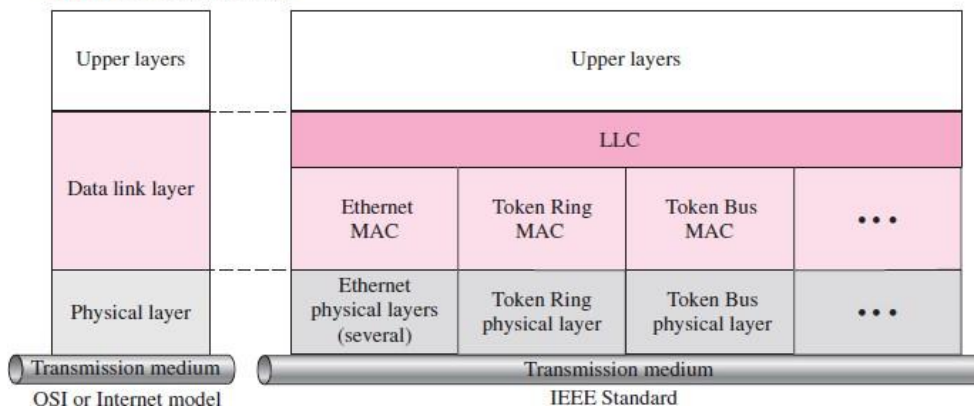 Upper layers
Upper layers
LLC
Data link layer
Ethernet
MAC
Token Ring
MAC
Token Bus
MAC
•••
Physical layer
Ethernet
physical layers
(several)
Token Ring
physical layer
Token Bus
physical layer
•••
Transmission medium
Transmission medium
OSI or Internet model
IEEE Standard